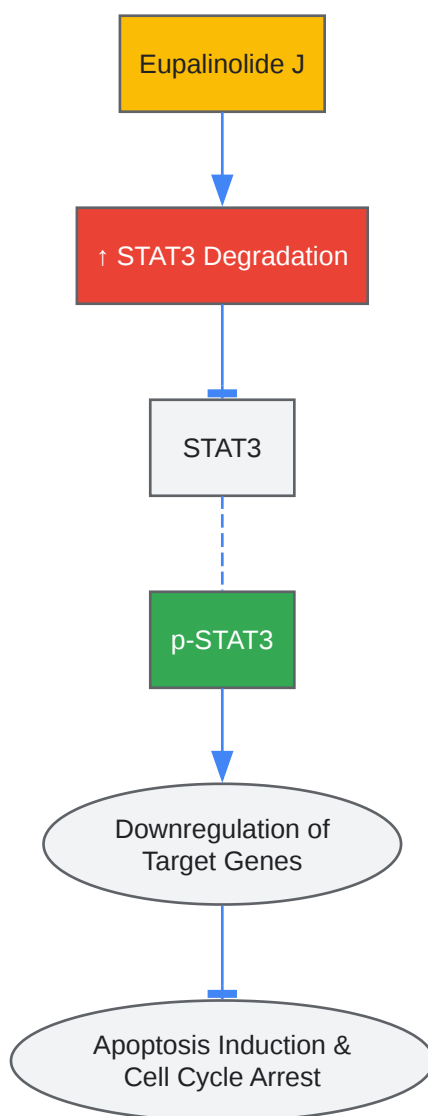 Eupalinolide J
↑ STAT3 Degradation
STAT3
p-STAT3
Downregulation of
Target Genes
Apoptosis Induction &
Cell Cycle Arrest